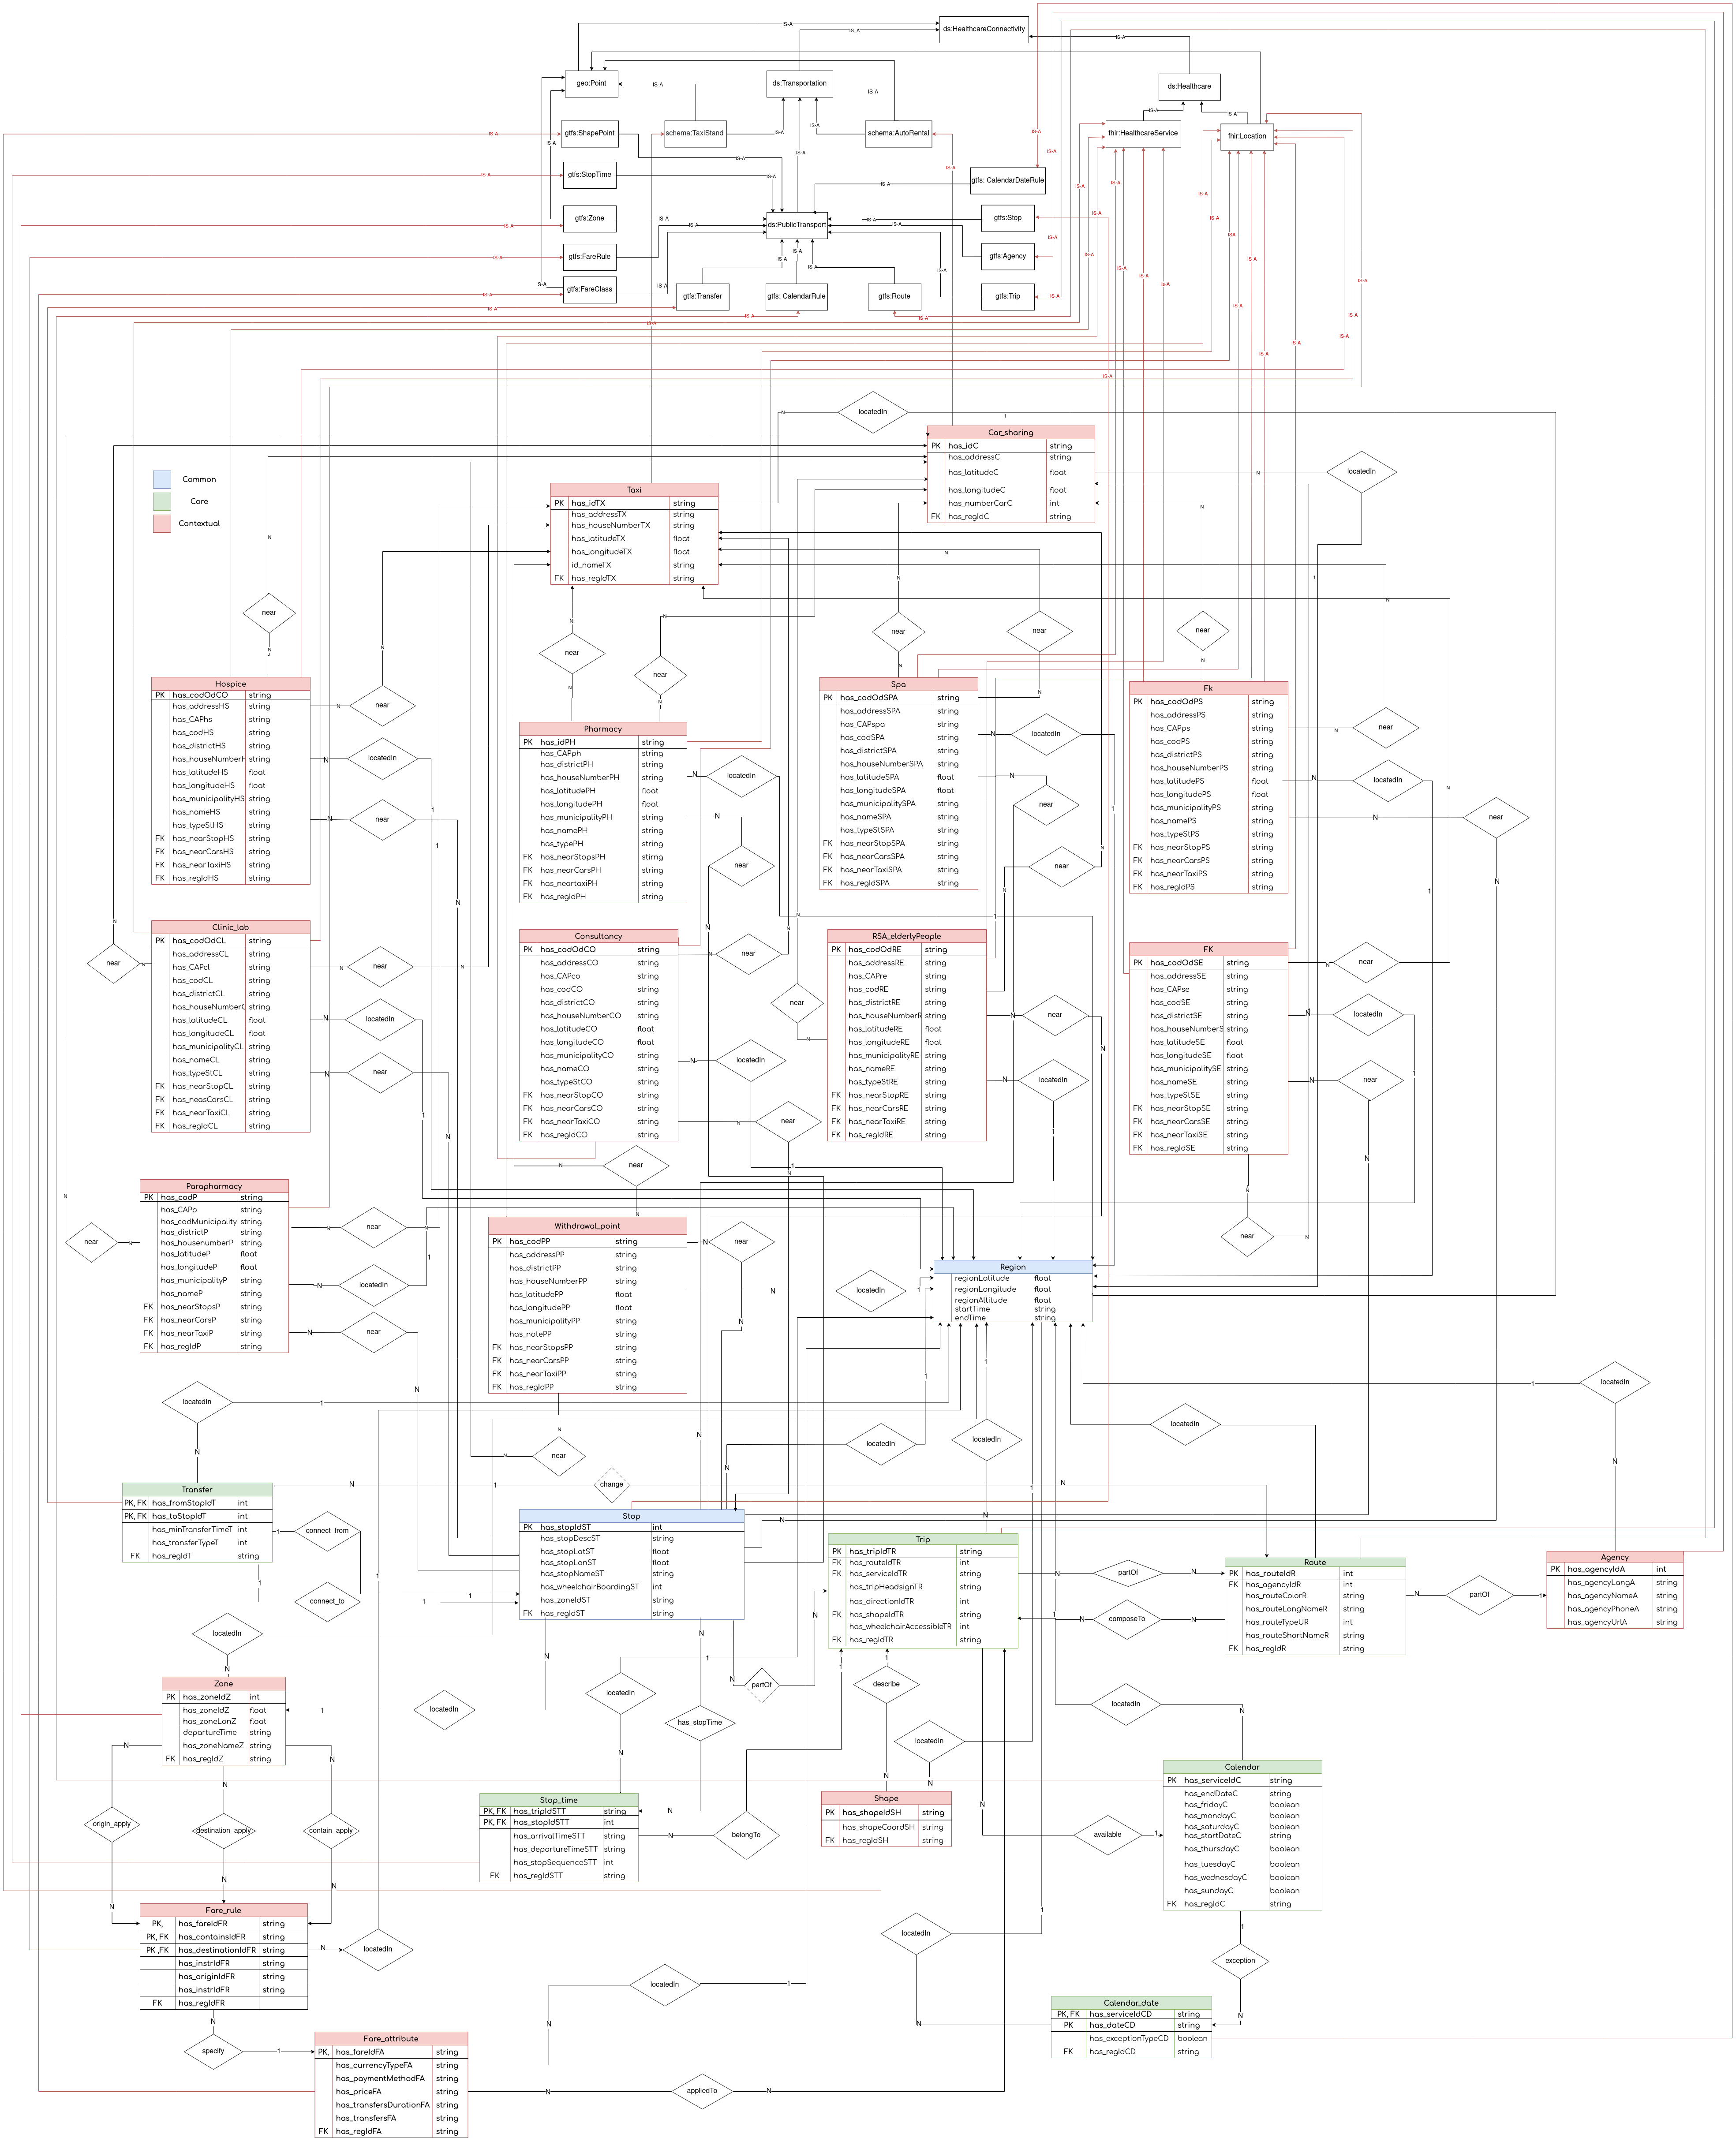 ds:HealthcareConnectivity
geo:Point
ds:Transportation
ds:Healthcare
gtfs:ShapePoint
schema:TaxiStand
schema:AutoRental
fhir:HealthcareService
fhir:Location
gtfs:StopTime
gtfs: CalendarDateRule
gtfs:Zone
ds:PublicTransport
gtfs:Stop
gtfs:FareRule
gtfs:Agency
gtfs:FareClass
gtfs:Transfer
gtfs: CalendarRule
gtfs:Route
gtfs:Trip
IS-A
Common
Core
Contextual
locatedIn
Car_sharing
PK has_idC string
has_addressC string
has_latitudeC float
has_longitudeC float
has_numberCarC int
FK has_regIdC string
locatedIn
Taxi
PK has_idTX string
has_addressTX string
has_houseNumberTX string
has_latitudeTX float
has_longitudeTX float
id_nameTX string
FK has_regIdTX string
near
near
near
near
near
near
Hospice
PK has_codOdCO string
has_addressHS string
has_CAPhs string
has_codHS string
has_districtHS string
has_houseNumberH string
has_latitudeHS float
has_longitudeHS float
has_municipalityHS string
has_nameHS string
has_typeStHS string
FK has_nearStopHS string
FK has_nearCarsHS string
FK has_nearTaxiHS string
FK has_regIdHS string
near
locatedIn
near
Pharmacy
PK has_idPH string
has_CAPph string
has_districtPH string
has_houseNumberPH string
has_latitudePH float
has_longitudePH float
has_municipalityPH string
has_namePH string
has_typePH string
FK has_nearStopsPH string
FK has_nearCarsPH string
FK has_neartaxiPH string
FK has_regIdPH string
locatedIn
near
Spa
PK has_codOdSPA string
has_addressSPA string
has_CAPspa string
has_codSPA string
has_districtSPA string
has_houseNumberSPA string
has_latitudeSPA float
has_longitudeSPA float
has_municipalitySPA string
has_nameSPA string
has_typeStSPA string
FK has_nearStopSPA string
FK has_nearCarsSPA string
FK has_nearTaxiSPA string
FK has_regIdSPA string
locatedIn
near
near
Fk
PK has_codOdPS string
has_addressPS string
has_CAPps string
has_codPS string
has_districtPS string
has_houseNumberPS string
has_latitudePS float
has_longitudePS float
has_municipalityPS string
has_namePS string
has_typeStPS string
FK has_nearStopPS string
FK has_nearCarsPS string
FK has_nearTaxiPS string
FK has_regIdPS string
near
locatedIn
near
Clinic_lab
PK has_codOdCL string
has_addressCL string
has_CAPcl string
has_codCL string
has_districtCL string
has_houseNumberC string
has_latitudeCL float
has_longitudeCL float
has_municipalityCL string
has_nameCL string
has_typeStCL string
FK has_nearStopCL string
FK has_neasCarsCL string
FK has_nearTaxiCL string
FK has_regIdCL string
near
near
locatedIn
near
Consultancy
PK has_codOdCO string
has_addressCO string
has_CAPco string
has_codCO string
has_districtCO string
has_houseNumberCO string
has_latitudeCO float
has_longitudeCO float
has_municipalityCO string
has_nameCO string
has_typeStCO string
FK has_nearStopCO string
FK has_nearCarsCO string
FK has_nearTaxiCO string
FK has_regIdCO string
near
locatedIn
near
near
RSA_elderlyPeople
PK has_codOdRE string
has_addressRE string
has_CAPre string
has_codRE string
has_districtRE string
has_houseNumberR string
has_latitudeRE float
has_longitudeRE float
has_municipalityRE string
has_nameRE string
has_typeStRE string
FK has_nearStopRE string
FK has_nearCarsRE string
FK has_nearTaxiRE string
FK has_regIdRE string
near
near
locatedIn
FK
PK has_codOdSE string
has_addressSE string
has_CAPse string
has_codSE string
has_districtSE string
has_houseNumberS string
has_latitudeSE float
has_longitudeSE float
has_municipalitySE string
has_nameSE string
has_typeStSE string
FK has_nearStopSE string
FK has_nearCarsSE string
FK has_nearTaxiSE string
FK has_regIdSE string
near
locatedIn
near
near
Parapharmacy
PK has_codP string
has_CAPp string
has_codMunicipality string
has_districtP string
has_housenumberP string
has_latitudeP float
has_longitudeP float
has_municipalityP string
has_nameP string
FK has_nearStopsP string
FK has_nearCarsP string
FK has_nearTaxiP string
FK has_regIdP string
near
near
locatedIn
near
Withdrawal_point
PK has_codPP string
has_addressPP string
has_districtPP string
has_houseNumberPP string
has_latitudePP float
has_longitudePP float
has_municipalityPP string
has_notePP string
FK has_nearStopsPP string
FK has_nearCarsPP string
FK has_nearTaxiPP string
FK has_regIdPP string
near
locatedIn
near
Region
regionLatitude float
regionLongitude float
regionAltitude float
startTime string
endTime string
locatedIn
locatedIn
locatedIn
locatedIn
locatedIn
Transfer
PK, FK has_fromStopIdT int
PK, FK has_toStopIdT int
has_minTransferTimeT int
has_transferTypeT int
FK has_regIdT string
change
connect_from
connect_to
Stop
PK has_stopIdST int
has_stopDescST string
has_stopLatST float
has_stopLonST float
has_stopNameST string
has_wheelchairBoardingST int
has_zoneIdST string
FK has_regIdST string
Trip
PK has_tripIdTR string
FK has_routeIdTR int
FK has_serviceIdTR string
has_tripHeadsignTR string
has_directionIdTR int
FK has_shapeIdTR string
has_wheelchairAccessibleTR int
FK has_regIdTR string
partOf
composeTo
Route
PK has_routeIdR int
FK has_agencyIdR int
has_routeColorR string
has_routeLongNameR string
has_routeTypeUR int
has_routeShortNameR string
FK has_regIdR string
partOf
Agency
PK has_agencyIdA int
has_agencyLangA string
has_agencyNameA string
has_agencyPhoneA string
has_agencyUrlA string
locatedIn
Zone
PK has_zoneIdZ int
has_zoneIdZ float
has_zoneLonZ float
departureTime string
has_zoneNameZ string
FK has_regIdZ string
locatedIn
locatedIn
has_stopTime
partOf
describe
locatedIn
locatedIn
Stop_time
PK, FK has_tripIdSTT string
PK, FK has_stopIdSTT int
has_arrivalTimeSTT string
has_departureTimeSTT string
has_stopSequenceSTT int
FK has_regIdSTT string
belongTo
Shape
PK has_shapeIdSH string
has_shapeCoordSH string
FK has_regIdSH string
available
Calendar
PK has_serviceIdC string
has_endDateC string
has_fridayC boolean
has_mondayC boolean
has_saturdayC boolean
has_startDateC string
has_thursdayC boolean
has_tuesdayC boolean
has_wednesdayC boolean
has_sundayC boolean
FK has_regIdC string
origin_apply
destination_apply
contain_apply
Fare_rule
PK, has_fareIdFR string
PK, FK has_containsIdFR string
PK ,FK has_destinationIdFR string
has_instrIdFR string
has_originIdFR string
has_instrIdFR string
FK has_regIdFR
locatedIn
locatedIn
locatedIn
exception
Calendar_date
PK, FK has_serviceIdCD string
PK has_dateCD string
has_exceptionTypeCD boolean
FK has_regIdCD string
specify
Fare_attribute
PK, has_fareIdFA string
has_currencyTypeFA string
has_paymentMethodFA string
has_priceFA string
has_transfersDurationFA string
has_transfersFA string
FK has_regIdFA string
appliedTo